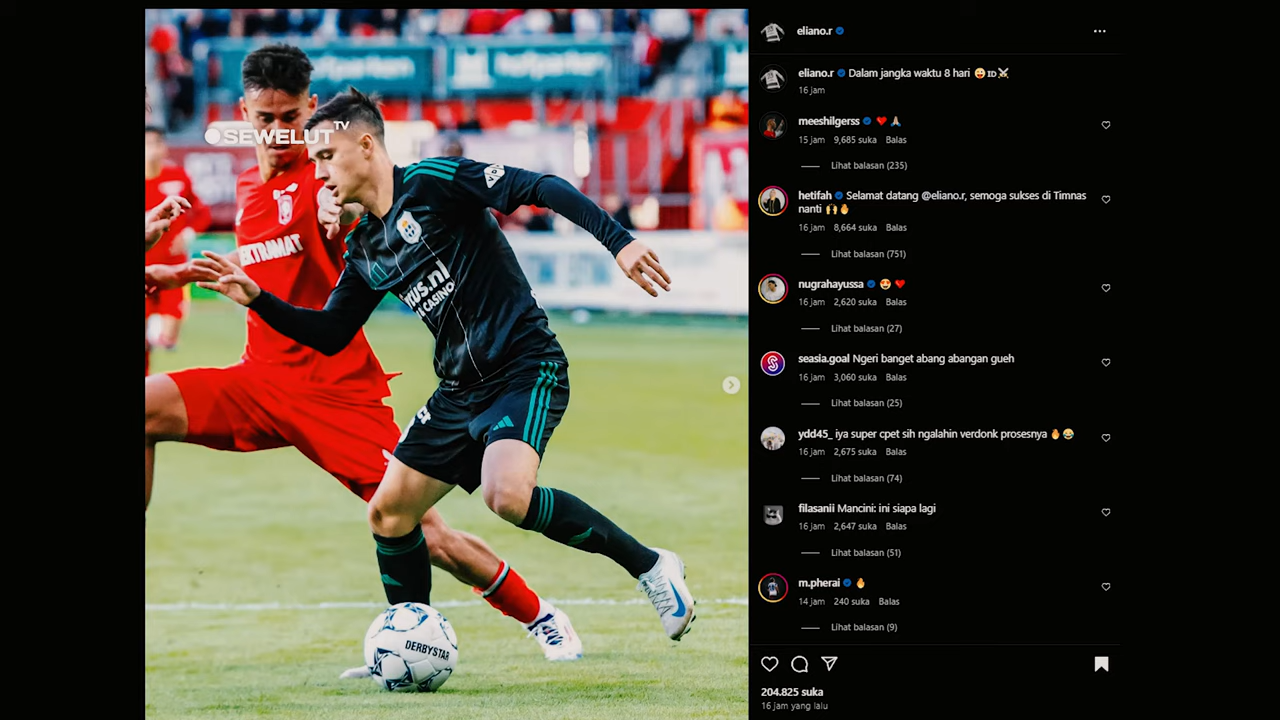 SEWELUT TV
EKTROMAT
.nl
CASINO
DERBYSTAR
eliano.r
eliano.r Dalam jangka waktu 8 hari 😛 ID ⚔
16 jam
meeshilgerss ❤️ 🙏🏽
15 jam 9,685 suka Balas
Lihat balasan (235)
hetifah Selamat datang @eliano.r, semoga sukses di Timnas
nanti 🙌🔥
16 jam 8,664 suka Balas
Lihat balasan (751)
nugrahayussa 😍 ❤️
16 jam 2,620 suka Balas
Lihat balasan (27)
seasia.goal Ngeri banget abang abangan gueh
16 jam 3,060 suka Balas
Lihat balasan (25)
ydd45_ iya super cpet sih ngalahin verdonk prosesnya 🔥😂
16 jam 2,675 suka Balas
Lihat balasan (74)
filasanii Mancini: ini siapa lagi
16 jam 2,647 suka Balas
Lihat balasan (51)
m.pherai 🔥
14 jam 240 suka Balas
Lihat balasan (9)
204.825 suka
16 jam yang lalu